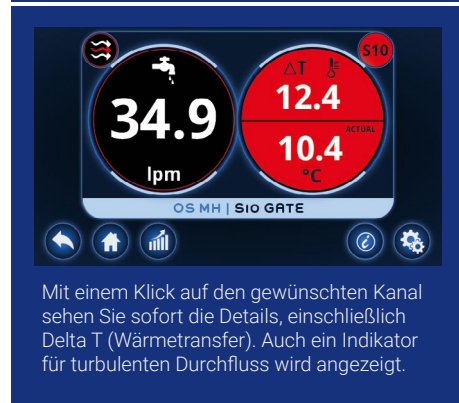 S10
ΔT
34.9
lpm
12.4
ACTUAL
10.4
°C
OS MH | S10 GATE
i
Mit einem Klick auf den gewünschten Kanal
sehen Sie sofort die Details, einschließlich
Delta T (Wärmetransfer). Auch ein Indikator
für turbulenten Durchfluss wird angezeigt.